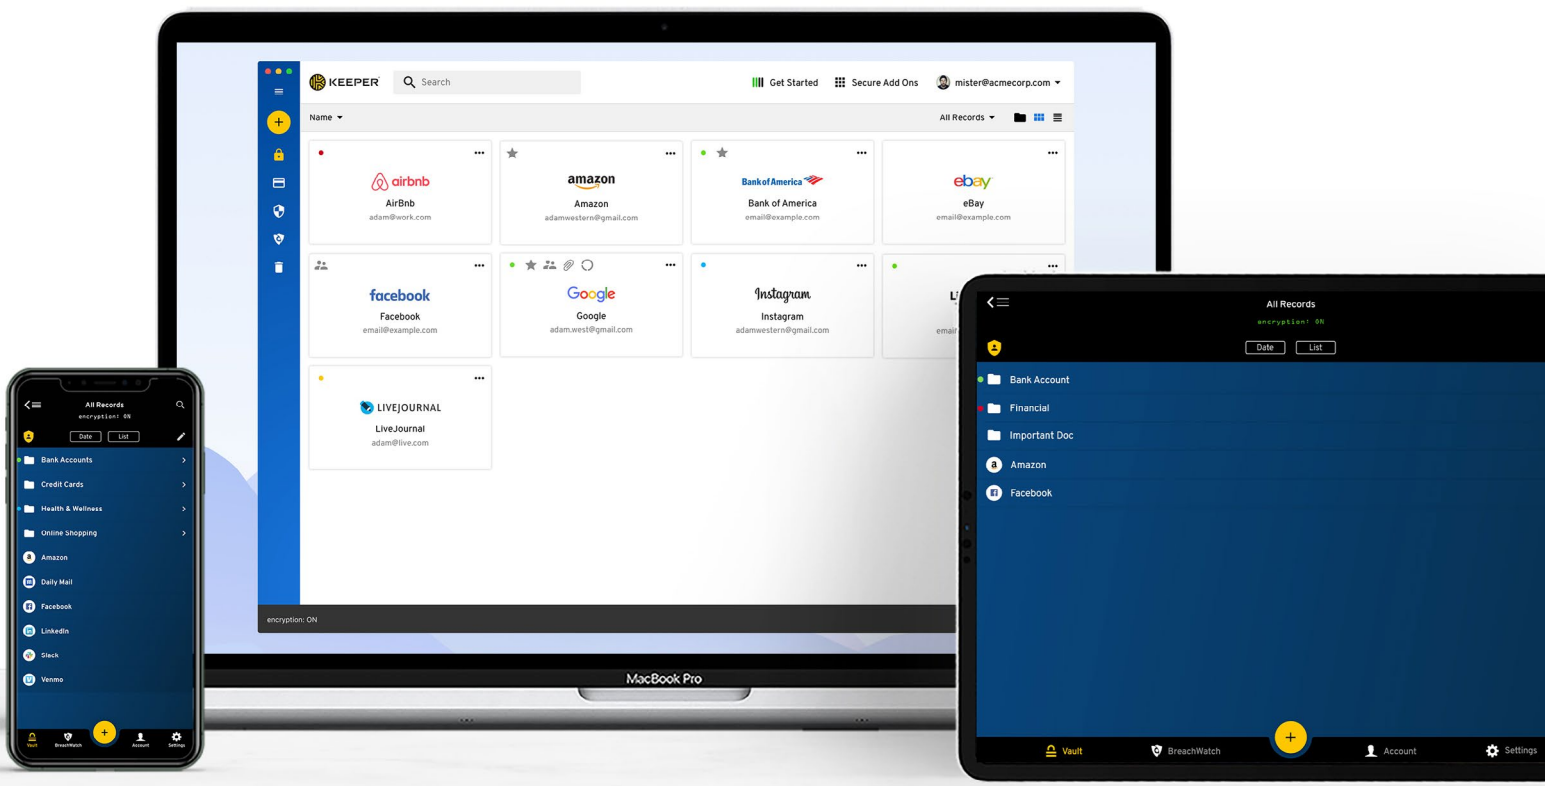 KEEPER
Search
Get Started
Secure Add Ons
mister@acmecorp.com
Name
All Records
airbnb
AirBnb
adam@work.com
amazon
Amazon
adamwestern@gmail.com
Bank of America
Bank of America
email@example.com
ebay
eBay
email@example.com
facebook
Facebook
email@example.com
Google
Google
adam.west@gmail.com
Instagram
Instagram
adamwestern@gmail.com
LIVEJOURNAL
LiveJournal
adam@live.com
encryption: ON
MacBook Pro
All Records
encryption: ON
Date
List
Bank Accounts
Credit Cards
Health & Wellness
Online Shopping
Amazon
Daily Mail
Facebook
LinkedIn
Slack
Venmo
Vault
BreachWatch
Account
Settings
All Records
encryption: ON
Date
List
Bank Account
Financial
Important Doc
Amazon
Facebook
Vault
BreachWatch
Account
Settings